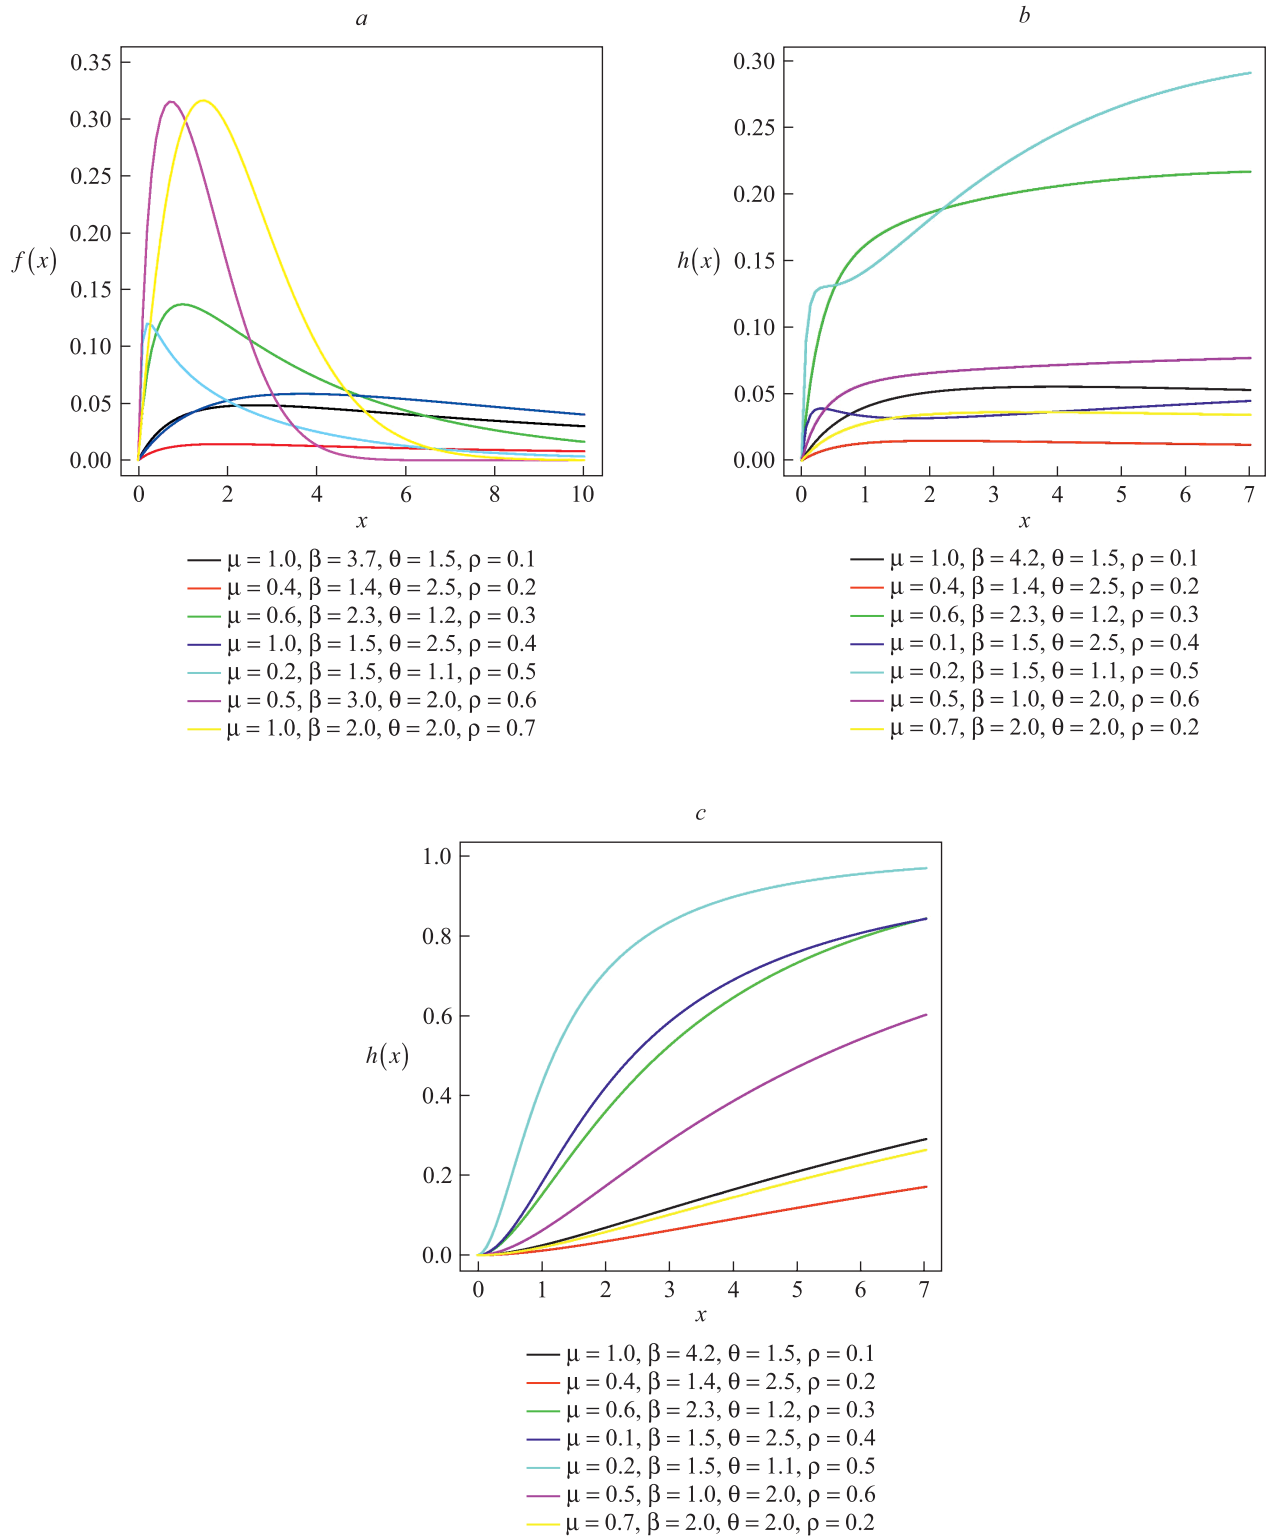 a
0.35
0.30
0.25
0.20
f(x)
0.15
0.10
0.05
0.00
0 2 4 6 8 10
x
μ = 1.0, β = 3.7, θ = 1.5, ρ = 0.1
μ = 0.4, β = 1.4, θ = 2.5, ρ = 0.2
μ = 0.6, β = 2.3, θ = 1.2, ρ = 0.3
μ = 1.0, β = 1.5, θ = 2.5, ρ = 0.4
μ = 0.2, β = 1.5, θ = 1.1, ρ = 0.5
μ = 0.5, β = 3.0, θ = 2.0, ρ = 0.6
μ = 1.0, β = 2.0, θ = 2.0, ρ = 0.7
b
0.30
0.25
0.20
h(x)
0.15
0.10
0.05
0.00
0 1 2 3 4 5 6 7
x
μ = 1.0, β = 4.2, θ = 1.5, ρ = 0.1
μ = 0.4, β = 1.4, θ = 2.5, ρ = 0.2
μ = 0.6, β = 2.3, θ = 1.2, ρ = 0.3
μ = 0.1, β = 1.5, θ = 2.5, ρ = 0.4
μ = 0.2, β = 1.5, θ = 1.1, ρ = 0.5
μ = 0.5, β = 1.0, θ = 2.0, ρ = 0.6
μ = 0.7, β = 2.0, θ = 2.0, ρ = 0.2
c
1.0
0.8
0.6
h(x)
0.4
0.2
0.0
0 1 2 3 4 5 6 7
x
μ = 1.0, β = 4.2, θ = 1.5, ρ = 0.1
μ = 0.4, β = 1.4, θ = 2.5, ρ = 0.2
μ = 0.6, β = 2.3, θ = 1.2, ρ = 0.3
μ = 0.1, β = 1.5, θ = 2.5, ρ = 0.4
μ = 0.2, β = 1.5, θ = 1.1, ρ = 0.5
μ = 0.5, β = 1.0, θ = 2.0, ρ = 0.6
μ = 0.7, β = 2.0, θ = 2.0, ρ = 0.2